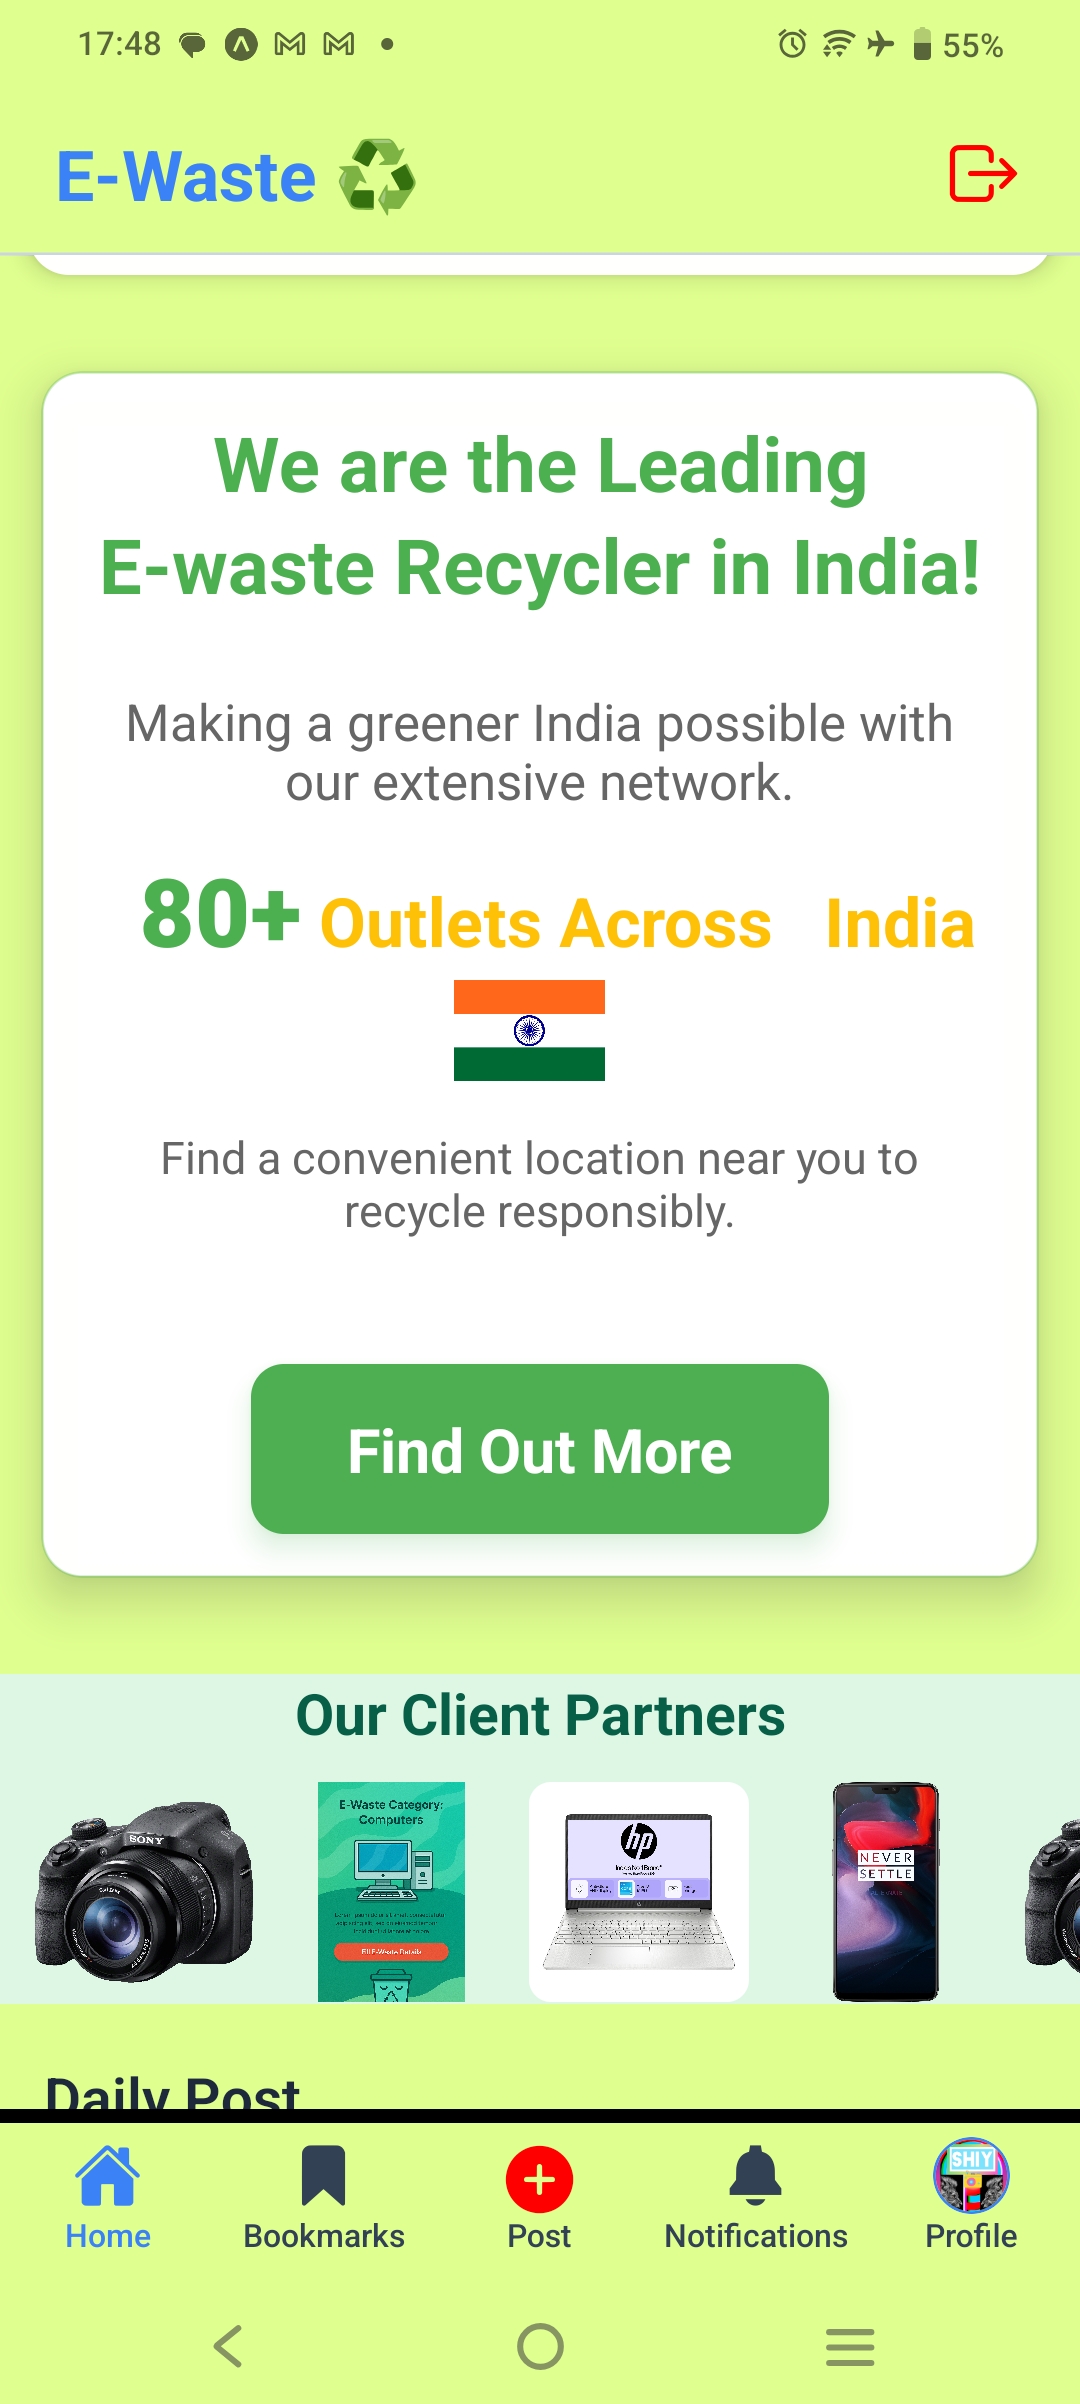 17:48
55%
E-Waste
We are the Leading
E-waste Recycler in India!
Making a greener India possible with
our extensive network.
80+ Outlets Across India
Find a convenient location near you to
recycle responsibly.
Find Out More
Our Client Partners
SONY
E-Waste Category:
Computers
hp
NEVER
SETTLE
Daily Post
SHIY
Home
Bookmarks
Post
Notifications
Profile